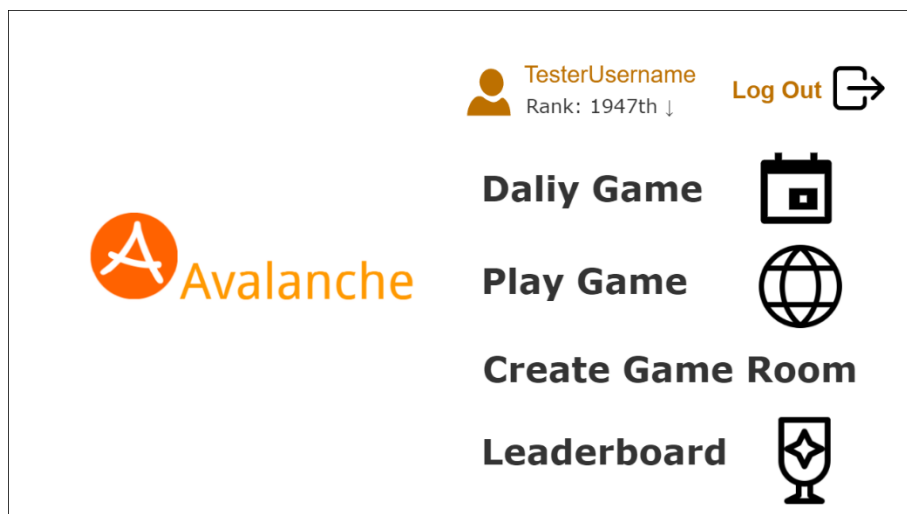 TesterUsername
Rank: 1947th ↓
Log Out
Daliy Game
Avalanche
Play Game
Create Game Room
Leaderboard